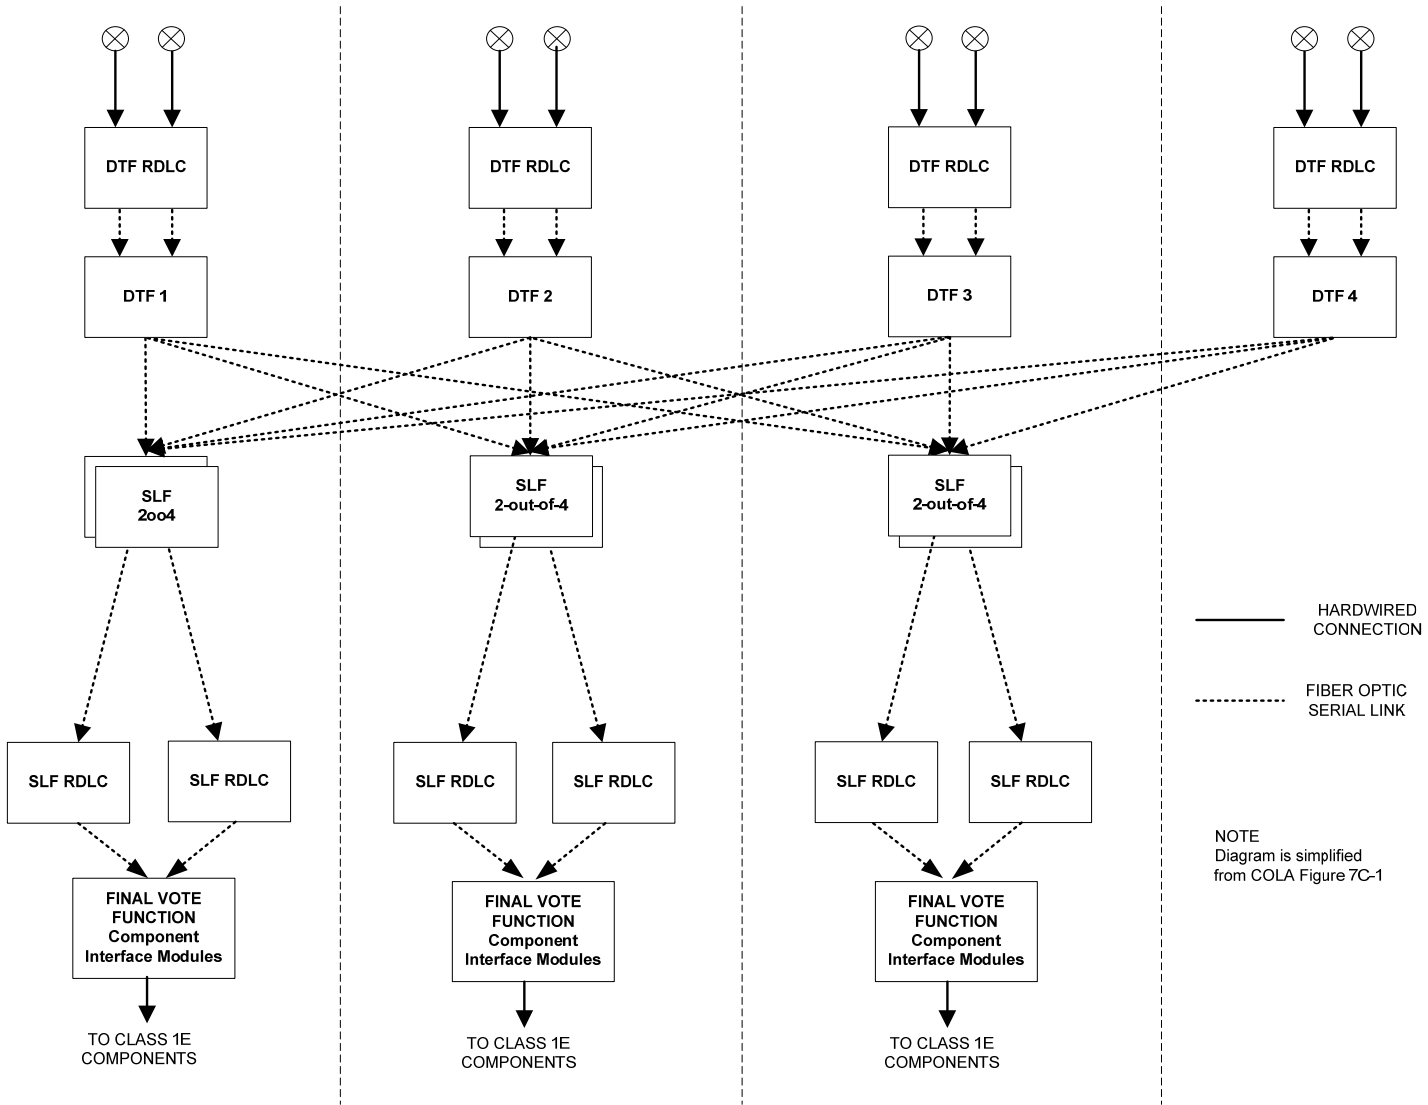 DTF RDLC
DTF RDLC
DTF RDLC
DTF RDLC
DTF 1
DTF 2
DTF 3
DTF 4
SLF
2oo4
SLF
2-out-of-4
SLF
2-out-of-4
HARDWIRED
CONNECTION
FIBER OPTIC
SERIAL LINK
SLF RDLC
SLF RDLC
SLF RDLC
SLF RDLC
SLF RDLC
SLF RDLC
NOTE
Diagram is simplified
from COLA Figure 7C-1
FINAL VOTE
FUNCTION
Component
Interface Modules
FINAL VOTE
FUNCTION
Component
Interface Modules
FINAL VOTE
FUNCTION
Component
Interface Modules
TO CLASS 1E
COMPONENTS
TO CLASS 1E
COMPONENTS
TO CLASS 1E
COMPONENTS